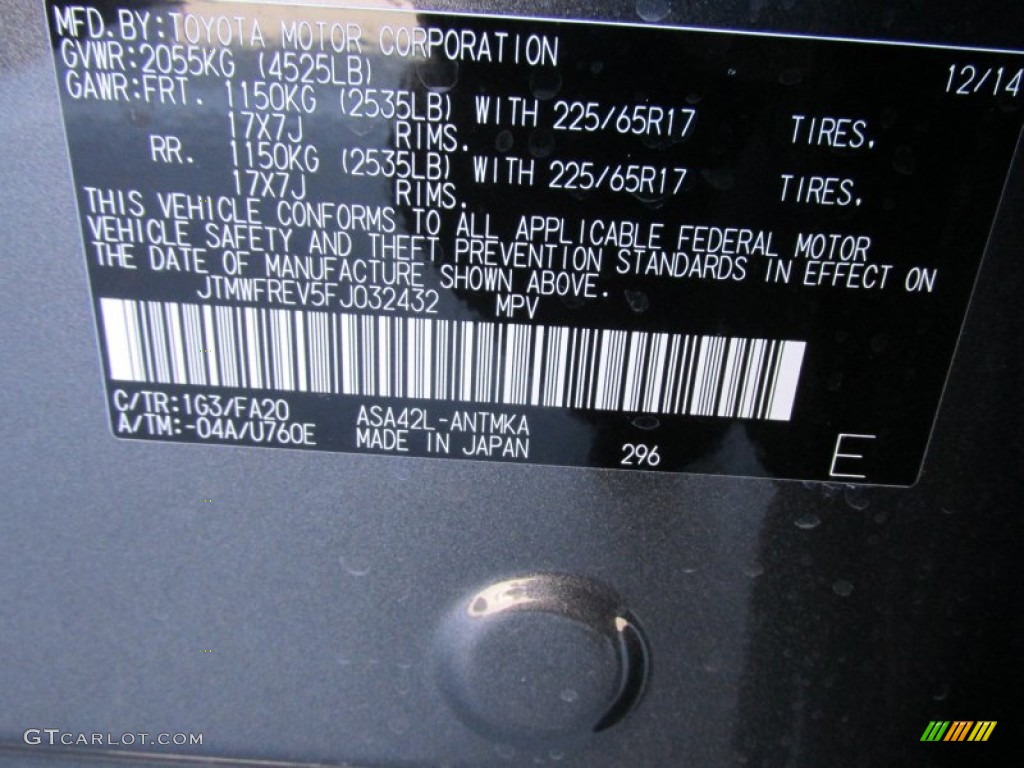 MFD.BY:TOYOTA MOTOR CORPORATION
12/14
GVWR:2055KG (4525LB)
GAWR:FRT. 1150KG (2535LB) WITH 225/65R17 TIRES.
17X7J RIMS.
RR. 1150KG (2535LB) WITH 225/65R17 TIRES.
17X7J RIMS.
THIS VEHICLE CONFORMS TO ALL APPLICABLE FEDERAL MOTOR
VEHICLE SAFETY AND THEFT PREVENTION STANDARDS IN EFFECT ON
THE DATE OF MANUFACTURE SHOWN ABOVE.
JTMWFREV5FJ032432 MPV
C/TR:1G3/FA20 ASA42L-ANTMKA
A/TM:-04A/U760E MADE IN JAPAN 296 E
GTCARLOT.COM